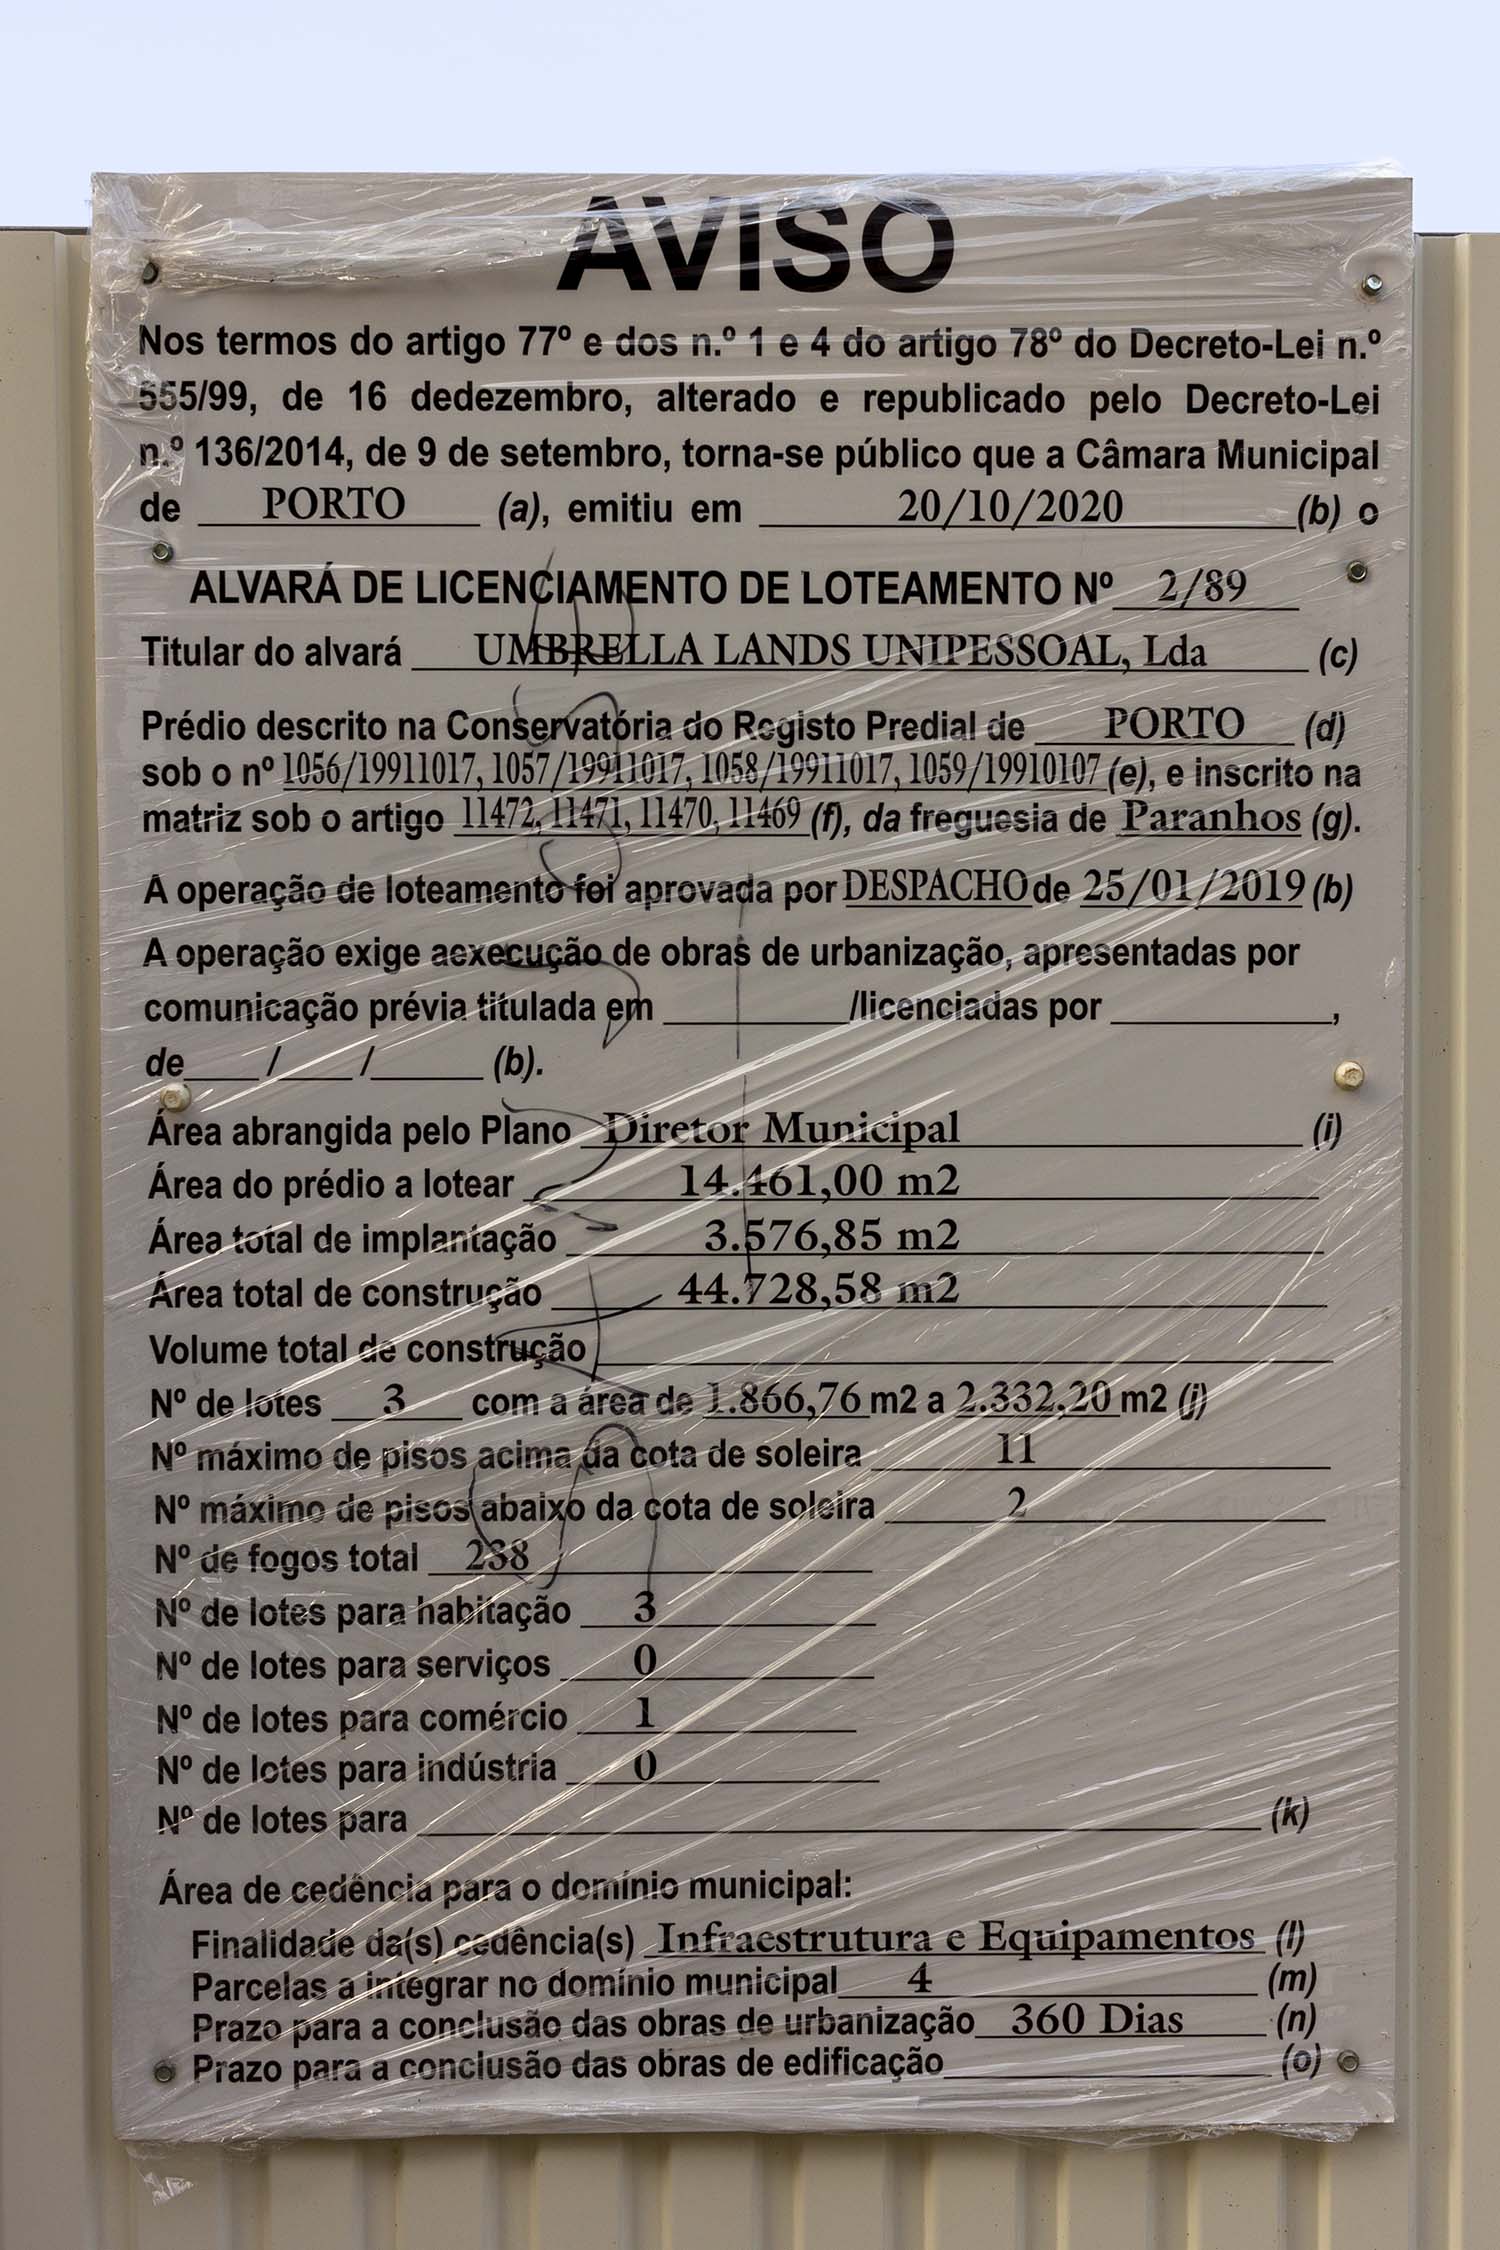 AVISO
Nos termos do artigo 77º e dos n.º 1 e 4 do artigo 78º do Decreto-Lei n.º
555/99, de 16 dedezembro, alterado e republicado pelo Decreto-Lei
n.º 136/2014, de 9 de setembro, torna-se público que a Câmara Municipal
de PORTO (a), emitiu em 20/10/2020 (b) o
ALVARÁ DE LICENCIAMENTO DE LOTEAMENTO Nº 2/89
Titular do alvará UMBRELLA LANDS UNIPESSOAL, Lda (c)
Prédio descrito na Conservatória do Registo Predial de PORTO (d)
sob o nº 1056/19911017, 1057/19911017, 1058/19911017, 1059/19910107 (e), e inscrito na
matriz sob o artigo 11472, 11471, 11470, 11469 (f), da freguesia de Paranhos (g).
A operação de loteamento foi aprovada por DESPACHO de 25/01/2019 (b)
A operação exige aexecução de obras de urbanização, apresentadas por
comunicação prévia titulada em ________/licenciadas por __________,
de____/____/_____ (b).
Área abrangida pelo Plano Diretor Municipal (i)
Área do prédio a lotear 14.461,00 m2
Área total de implantação 3.576,85 m2
Área total de construção 44.728,58 m2
Volume total de construção
Nº de lotes 3 com a área de 1.866,76 m2 a 2.332,20 m2 (j)
Nº máximo de pisos acima da cota de soleira 11
Nº máximo de pisos abaixo da cota de soleira 2
Nº de fogos total 238
Nº de lotes para habitação 3
Nº de lotes para serviços 0
Nº de lotes para comércio 1
Nº de lotes para indústria 0
Nº de lotes para (k)
Área de cedência para o domínio municipal:
Finalidade da(s) cedência(s) Infraestrutura e Equipamentos (l)
Parcelas a integrar no domínio municipal 4 (m)
Prazo para a conclusão das obras de urbanização 360 Dias (n)
Prazo para a conclusão das obras de edificação (o)